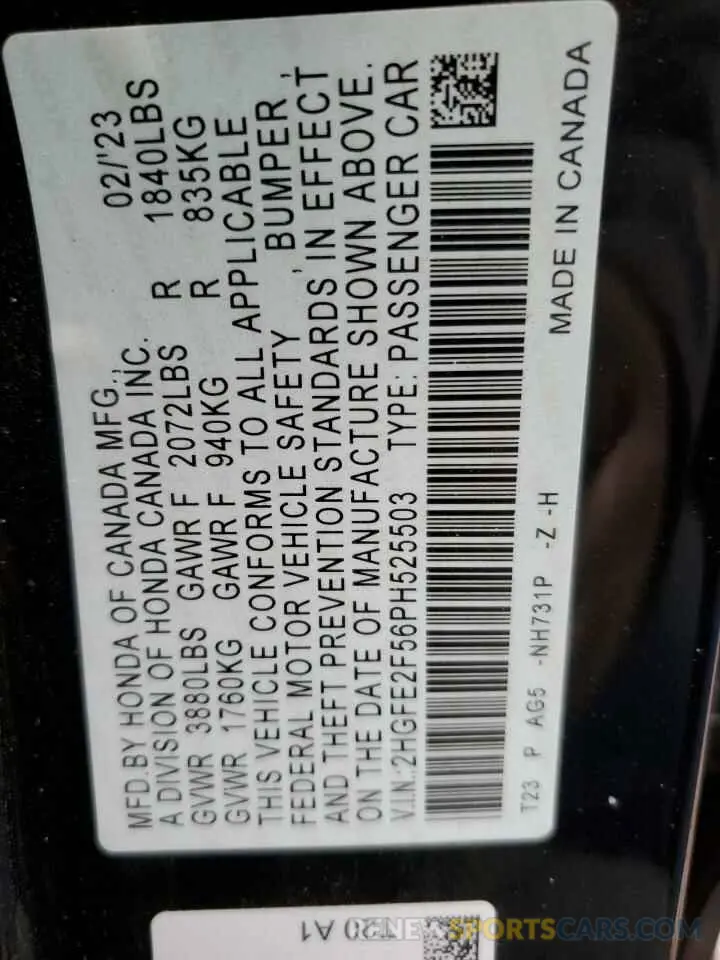 MFD.BY HONDA OF CANADA MFG., 02/'23
A DIVISION OF HONDA CANADA INC.
GVWR 3880LBS GAWR F 2072LBS R 1840LBS
GVWR 1760KG GAWR F 940KG R 835KG
THIS VEHICLE CONFORMS TO ALL APPLICABLE
FEDERAL MOTOR VEHICLE SAFETY , BUMPER ,
AND THEFT PREVENTION STANDARDS IN EFFECT
ON THE DATE OF MANUFACTURE SHOWN ABOVE.
V.I.N.:2HGFE2F56PH525503 TYPE: PASSENGER CAR
T23 P AG5 -NH731P -Z -H MADE IN CANADA
T20 A1
RENEWSPORTSCARS.COM